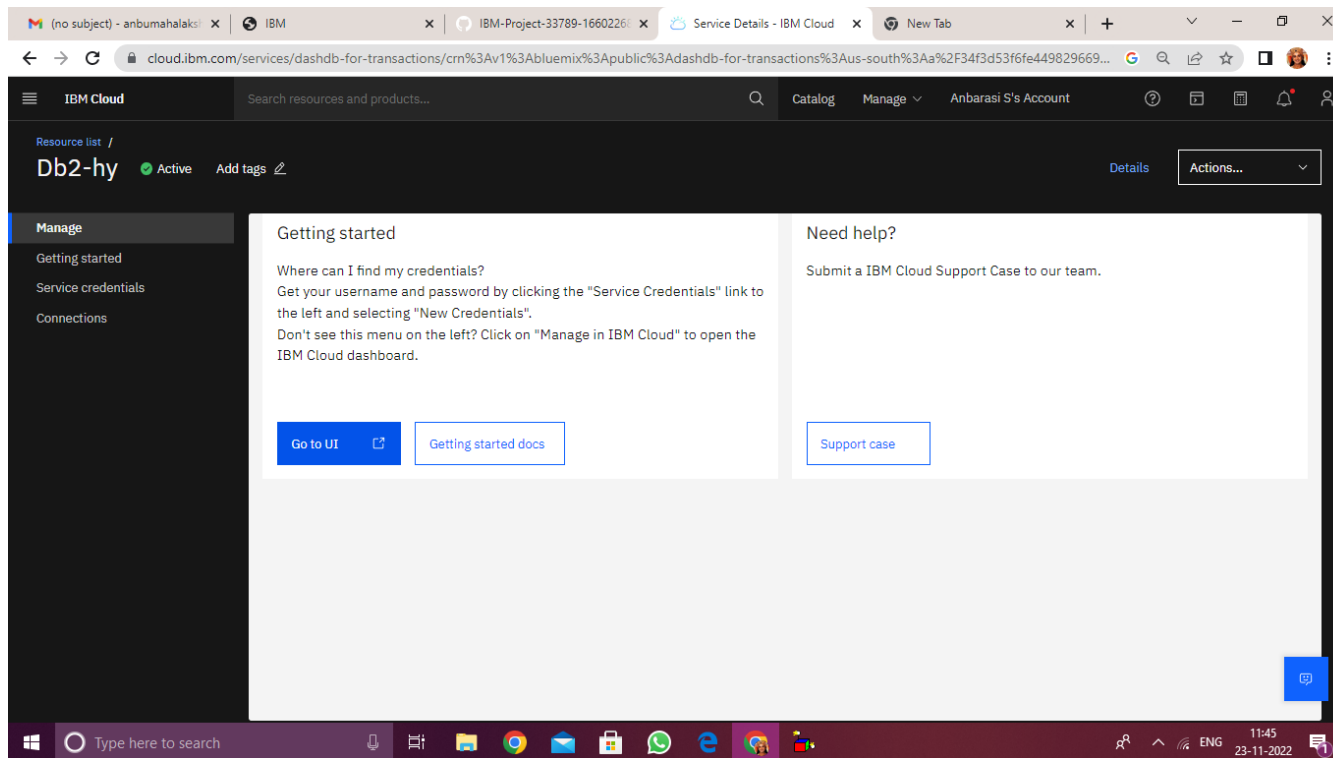 (no subject) - anbumahalaks
IBM
IBM-Project-33789-1660226
Service Details - IBM Cloud
New Tab
cloud.ibm.com/services/dashdb-for-transactions/crn%3Av1%3Abluemix%3Apublic%3Adashdb-for-transactions%3Aus-south%3Aa%2F34f3d53f6fe449829669...
IBM Cloud
Search resources and products...
Catalog
Manage
Anbarasi S's Account
Resource list /
Db2-hy
Active
Add tags
Details
Actions...
Manage
Getting started
Service credentials
Connections
Getting started
Where can I find my credentials?
Get your username and password by clicking the "Service Credentials" link to
the left and selecting "New Credentials".
Don't see this menu on the left? Click on "Manage in IBM Cloud" to open the
IBM Cloud dashboard.
Go to UI
Getting started docs
Need help?
Submit a IBM Cloud Support Case to our team.
Support case
Type here to search
ENG
11:45
23-11-2022
1